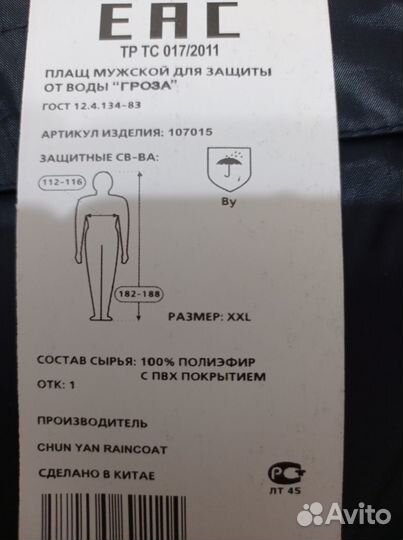 EAC
ТР ТС 017/2011
ПЛАЩ МУЖСКОЙ ДЛЯ ЗАЩИТЫ
ОТ ВОДЫ "ГРОЗА"
ГОСТ 12.4.134-83
АРТИКУЛ ИЗДЕЛИЯ: 107015
ЗАЩИТНЫЕ СВ-ВА:
112-116
Ву
182-188
РАЗМЕР: XXL
СОСТАВ СЫРЬЯ: 100% ПОЛИЭФИР
С ПВХ ПОКРЫТИЕМ
ОТК: 1
ПРОИЗВОДИТЕЛЬ
CHUN YAN RAINCOAT
СДЕЛАНО В КИТАЕ
РСТ
ЛТ 45
Avito